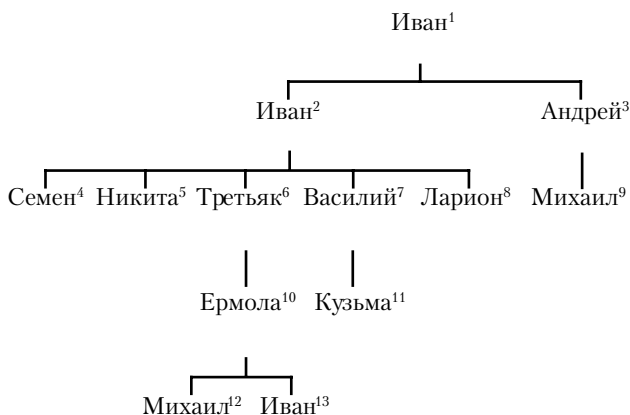 Иван¹
Иван² Андрей³
Семен⁴ Никита⁵ Третьяк⁶ Василий⁷ Ларион⁸ Михаил⁹
Ермола¹⁰ Кузьма¹¹
Михаил¹² Иван¹³